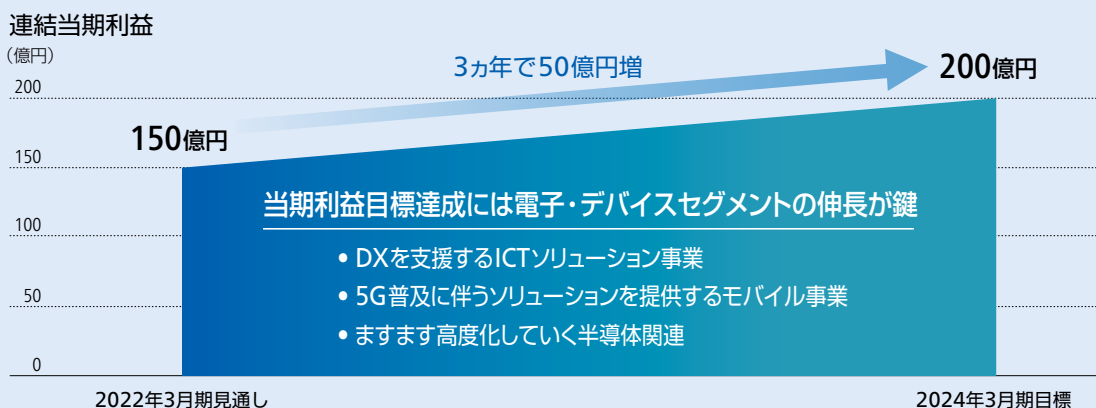 連結当期利益
（億円）
3ヵ年で50億円増
200億円
200
150億円
150
当期利益目標達成には電子・デバイスセグメントの伸長が鍵
100
• DXを支援するICTソリューション事業
• 5G普及に伴うソリューションを提供するモバイル事業
50
• ますます高度化していく半導体関連
0
2022年3月期見通し
2024年3月期目標